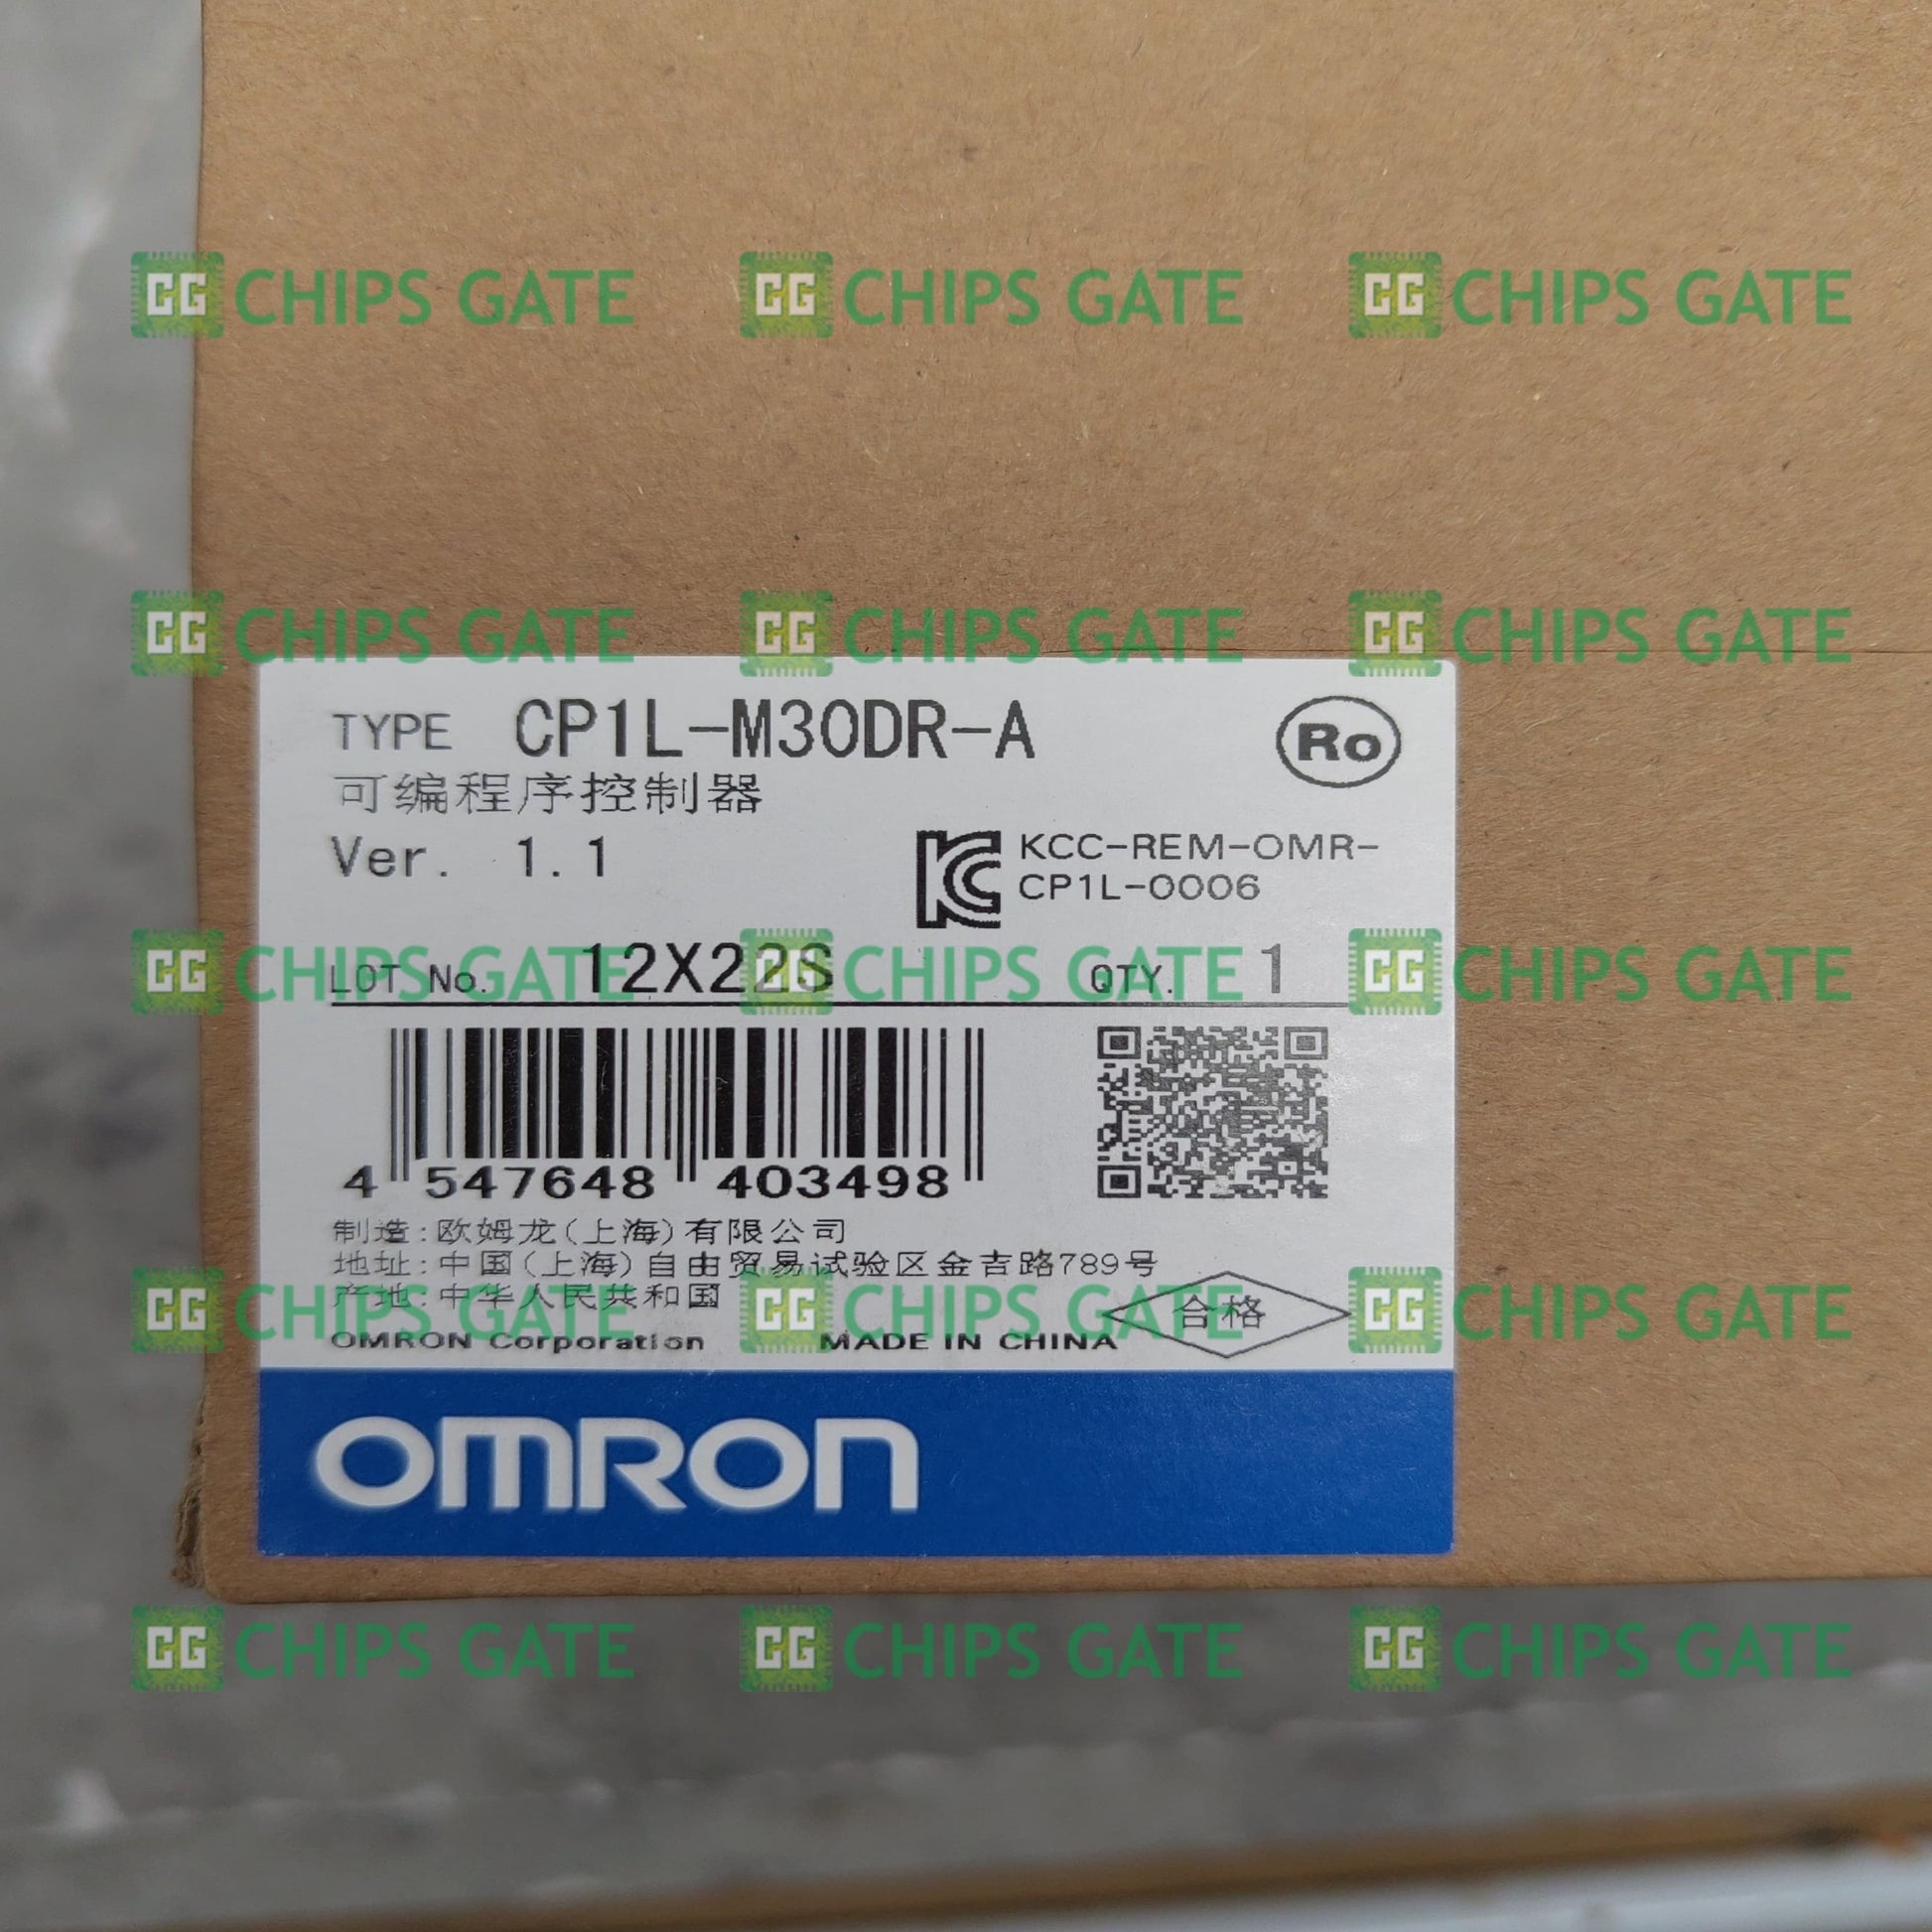 CG CHIPS GATE CG CHIPS GATE CG CHIPS GATE
CG CHIPS GATE CG CHIPS GATE CG CHIPS GATE
TYPE CP1L-M30DR-A
Ro
可编程序控制器
Ver. 1.1
KCC-REM-OMR-
CP1L-0006
CG CHIPS GATE CG CHIPS GATE CG CHIPS GATE
LOT No. 12X22S QTY. 1
4 547648 403498
制造:欧姆龙(上海)有限公司
地址:中国(上海)自由贸易试验区金吉路789号
产地:中华人民共和国
合格
CG CHIPS GATE CG CHIPS GATE CG CHIPS GATE
OMRON Corporation MADE IN CHINA
OMRON
CG CHIPS GATE CG CHIPS GATE CG CHIPS GATE